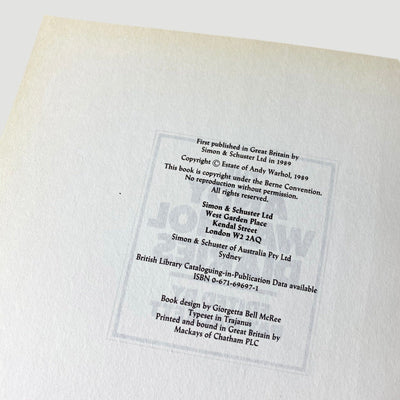 First published in Great Britain by
Simon & Schuster Ltd in 1989
Copyright © Estate of Andy Warhol, 1989
This book is copyright under the Berne Convention.
No reproduction without permission.
All rights reserved.
Simon & Schuster Ltd
West Garden Place
Kendal Street
London W2 2AQ
Simon & Schuster of Australia Pty Ltd
Sydney
British Library Cataloguing-in-Publication Data available
ISBN 0-671-69697-1
Book design by Giorgetta Bell McRee
Typeset in Trajanus
Printed and bound in Great Britain by
Mackays of Chatham PLC